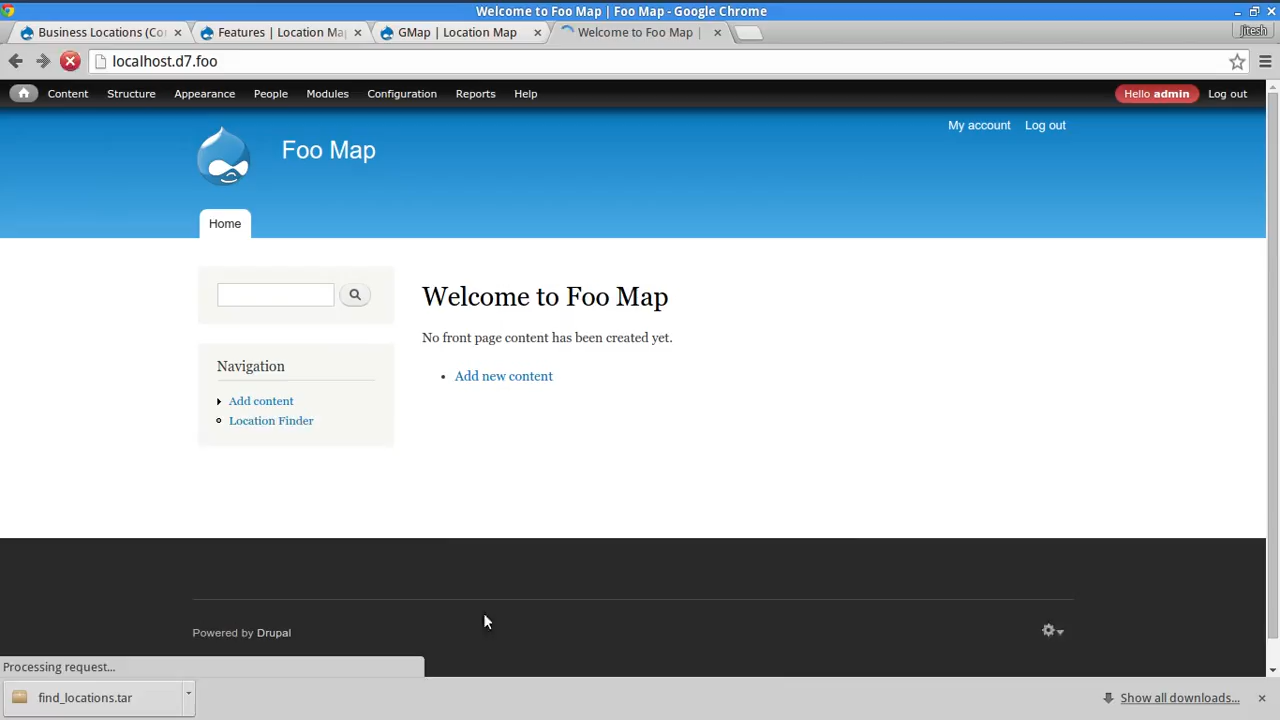 Welcome to Foo Map | Foo Map - Google Chrome
Business Locations (Co
Features | Location Ma
GMap | Location Map
Welcome to Foo Map |
jitesh
localhost.d7.foo
Content Structure Appearance People Modules Configuration Reports Help Hello admin Log out
My account Log out
Foo Map
Home
Welcome to Foo Map
No front page content has been created yet.
Add new content
Navigation
Add content
Location Finder
Powered by Drupal
Processing request...
find_locations.tar
Show all downloads...